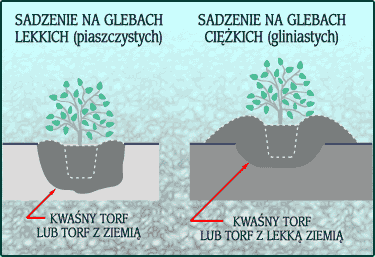 SADZENIE NA GLEBACH
LEKKICH (piaszczystych)
SADZENIE NA GLEBACH
CIĘŻKICH (gliniastych)
KWAŚNY TORF
LUB TORF Z ZIEMIĄ
KWAŚNY TORF
LUB TORF Z LEKKĄ ZIEMIĄ